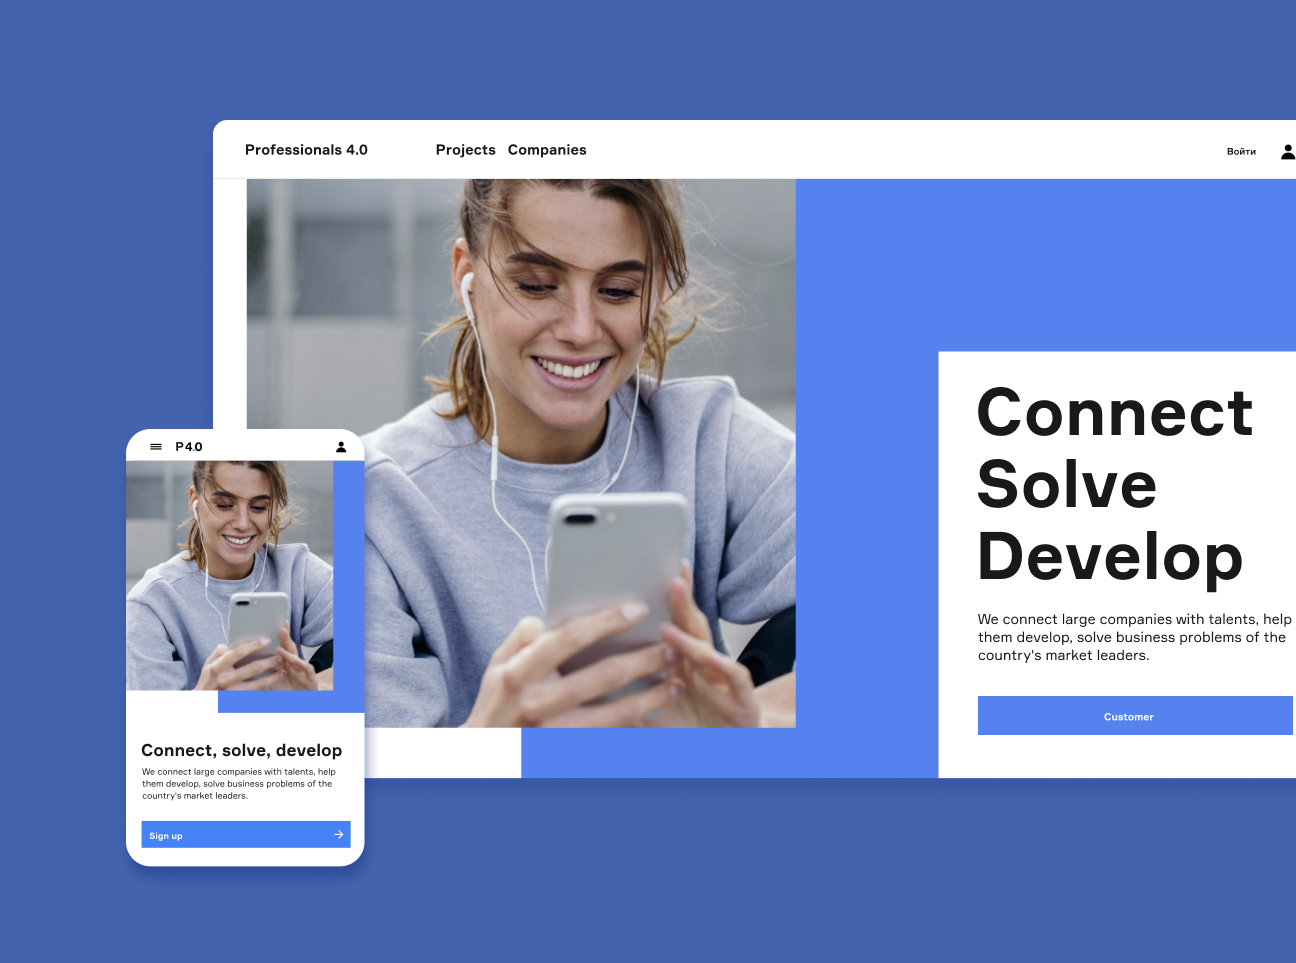 Professionals 4.0
Projects
Companies
Войти
Connect
Solve
Develop
We connect large companies with talents, help
them develop, solve business problems of the
country's market leaders.
Customer
P4.0
Connect, solve, develop
We connect large companies with talents, help
them develop, solve business problems of the
country's market leaders.
Sign up